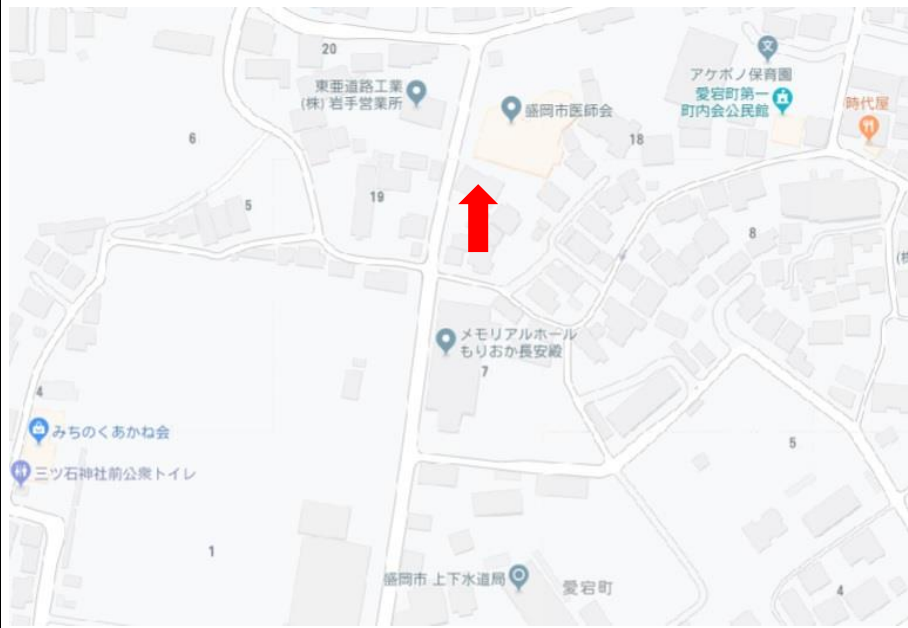 20
東亜道路工業
(株) 岩手営業所
盛岡市医師会
アケボノ保育園
愛宕町第一
町内会公民館
時代屋
6
18
19
5
8
(株
メモリアルホール
もりおか長安殿
7
4
みちのくあかね会
三ツ石神社前公衆トイレ
5
1
盛岡市 上下水道局
愛宕町
4